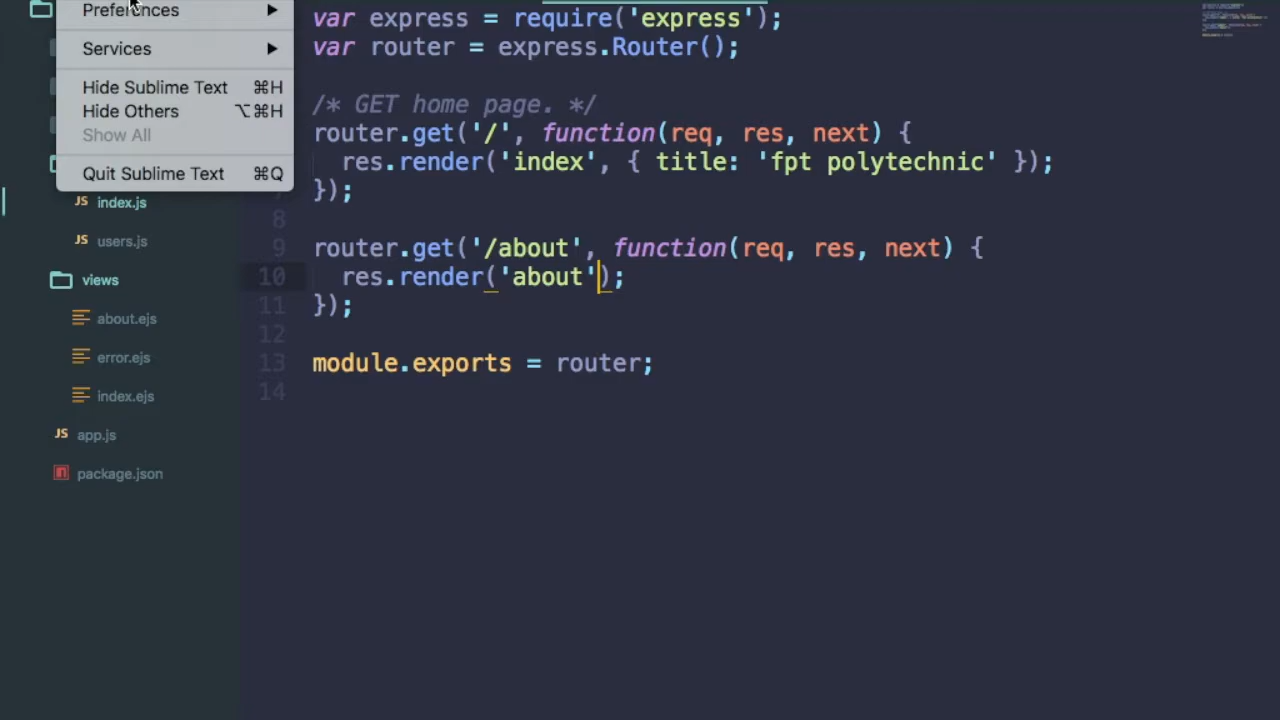 Preferences
Services
Hide Sublime Text ⌘H
Hide Others ⌥⌘H
Show All
Quit Sublime Text ⌘Q
JS index.js
JS users.js
views
about.ejs
error.ejs
index.ejs
JS app.js
package.json
var express = require('express');
var router = express.Router();
/* GET home page. */
router.get('/', function(req, res, next) {
res.render('index', { title: 'fpt polytechnic' });
});
8
9 router.get('/about', function(req, res, next) {
10 res.render('about');
11 });
12
13 module.exports = router;
14